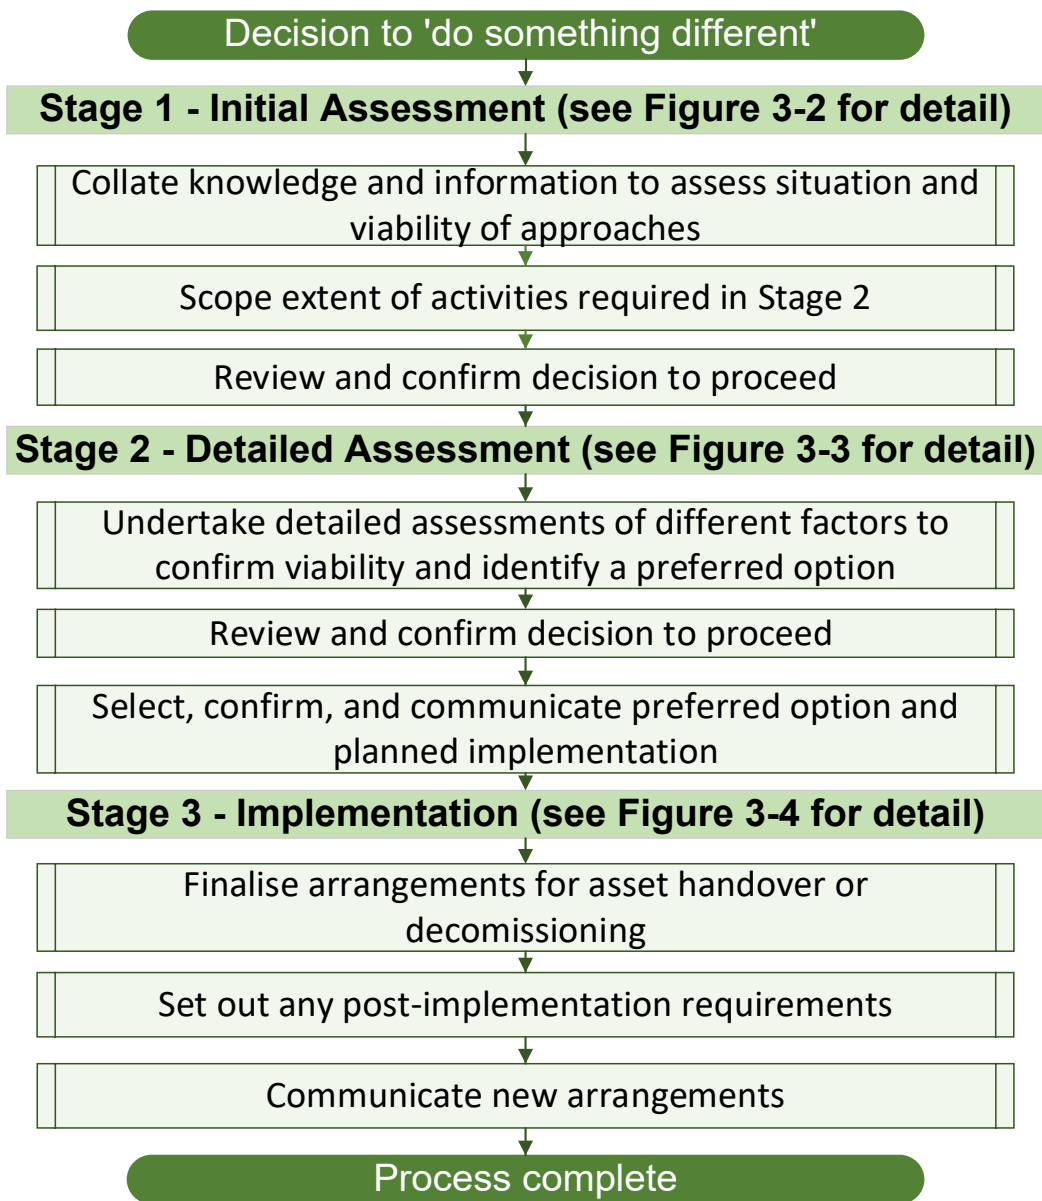 Decision to 'do something different'
Stage 1 - Initial Assessment (see Figure 3-2 for detail)
Collate knowledge and information to assess situation and
viability of approaches
Scope extent of activities required in Stage 2
Review and confirm decision to proceed
Stage 2 - Detailed Assessment (see Figure 3-3 for detail)
Undertake detailed assessments of different factors to
confirm viability and identify a preferred option
Review and confirm decision to proceed
Select, confirm, and communicate preferred option and
planned implementation
Stage 3 - Implementation (see Figure 3-4 for detail)
Finalise arrangements for asset handover or
decomissioning
Set out any post-implementation requirements
Communicate new arrangements
Process complete